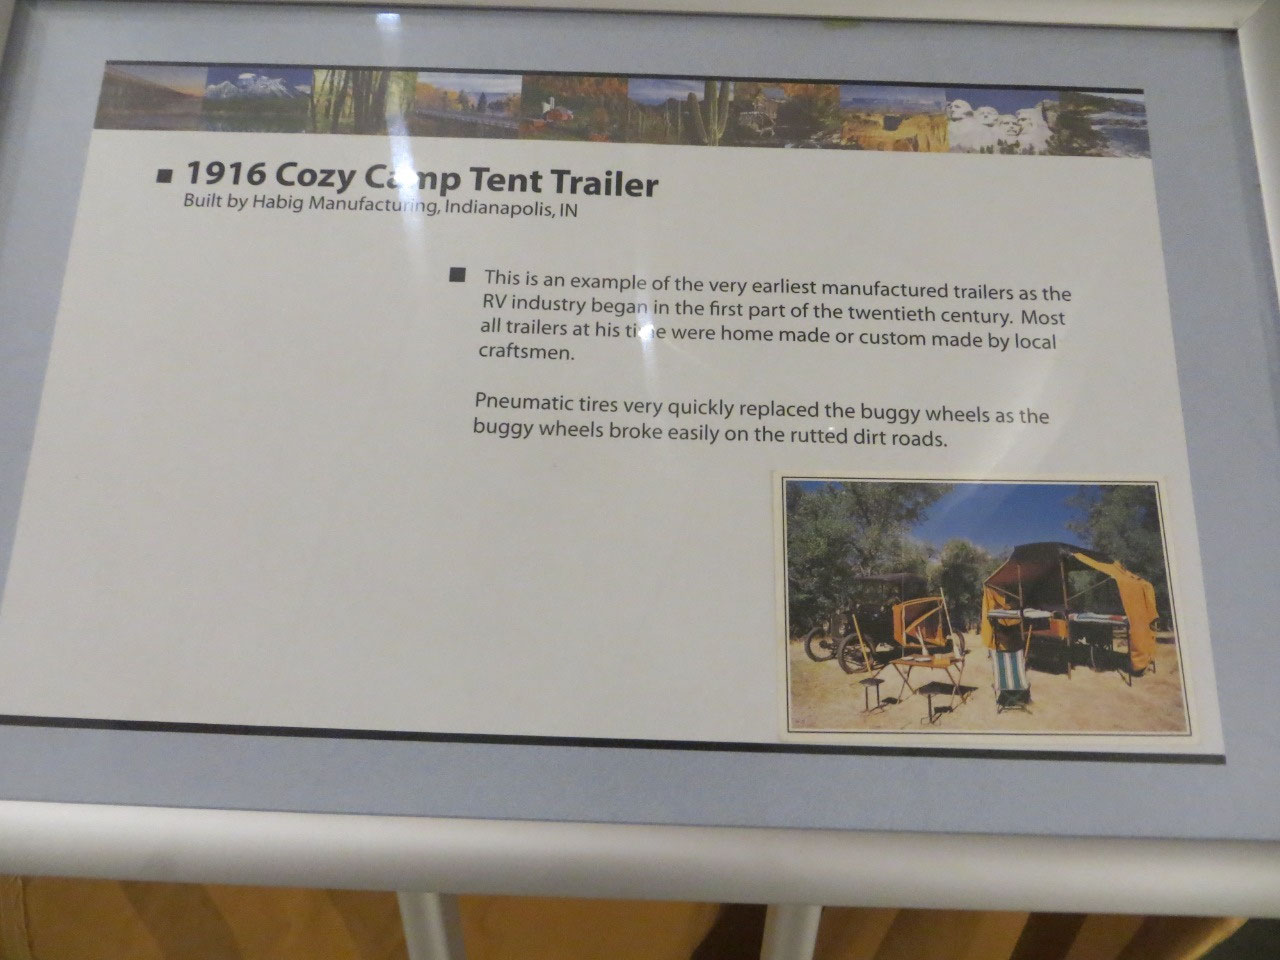 1916 Cozy Camp Tent Trailer
Built by Habig Manufacturing, Indianapolis, IN
This is an example of the very earliest manufactured trailers as the
RV industry began in the first part of the twentieth century. Most
all trailers at his time were home made or custom made by local
craftsmen.
Pneumatic tires very quickly replaced the buggy wheels as the
buggy wheels broke easily on the rutted dirt roads.